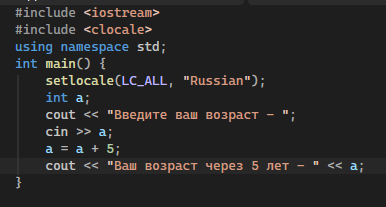 #include <iostream>
#include <clocale>
using namespace std;
int main() {
    setlocale(LC_ALL, "Russian");
    int a;
    cout << "Введите ваш возраст - ";
    cin >> a;
    a = a + 5;
    cout << "Ваш возраст через 5 лет - " << a;
}